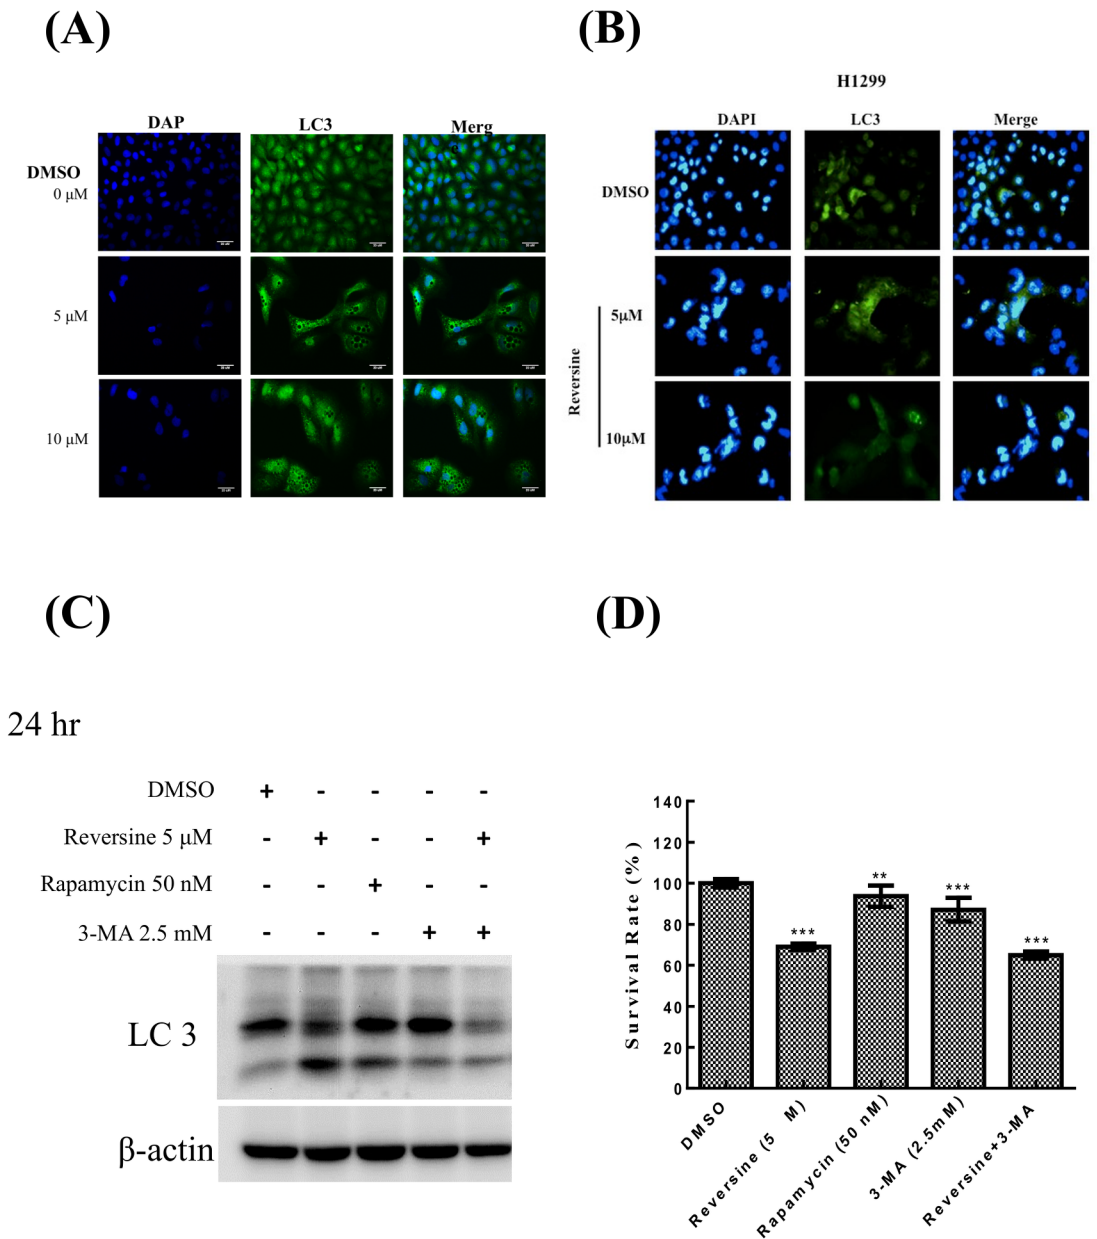 (A)
DAP LC3 Merg
e
DMSO
0 μM
5 μM
10 μM
(B)
H1299
DAPI LC3 Merge
DMSO
Reversine
5μM
10μM
(C)
24 hr
DMSO + - - - -
Reversine 5 μM - + - - +
Rapamycin 50 nM - - + - -
3-MA 2.5 mM - - - + +
LC 3
β-actin
(D)
Survival Rate (%)
140
120
100
80
60
40
20
0
***
**
***
***
DMSO
Reversine (5 M)
Rapamycin (50 nM)
3-MA (2.5mM)
Reversine+3-MA